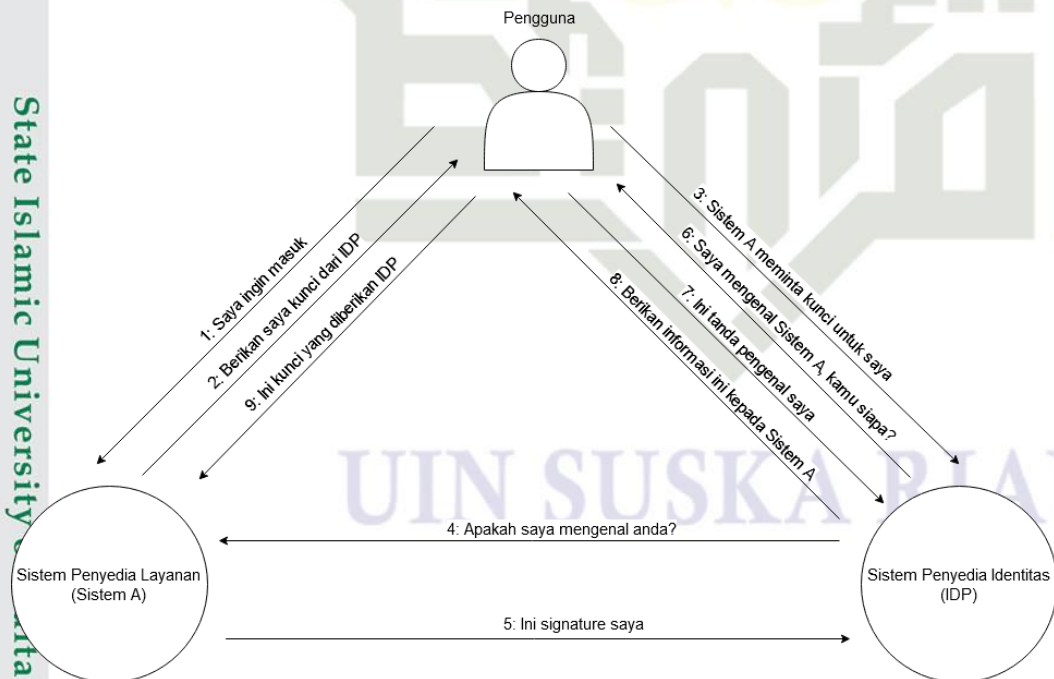 Pengguna
1: Saya ingin masuk
2: Berikan saya kunci dari IDP
9: Ini kunci yang diberikan IDP
3: Sistem A meminta kunci untuk saya
6: Saya mengenal Sistem A, kamu siapa?
7: Ini tanda pengenal saya
8: Berikan informasi ini kepada Sistem A
4: Apakah saya mengenal anda?
5: Ini signature saya
Sistem Penyedia Layanan
(Sistem A)
Sistem Penyedia Identitas
(IDP)
State Islamic University
UIN SUSKA RIA